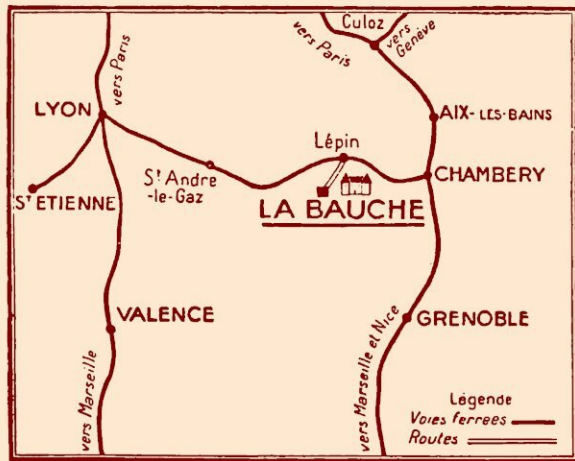 Culoz
vers Paris
vers Paris
vers
Genève
LYON
AIX-LES-BAINS
Lépin
St Andre
-le-Gaz
CHAMBERY
St ETIENNE
LA BAUCHE
VALENCE
GRENOBLE
vers Marseille
vers Marseille et Nice
Légende
Voies ferrees
Routes